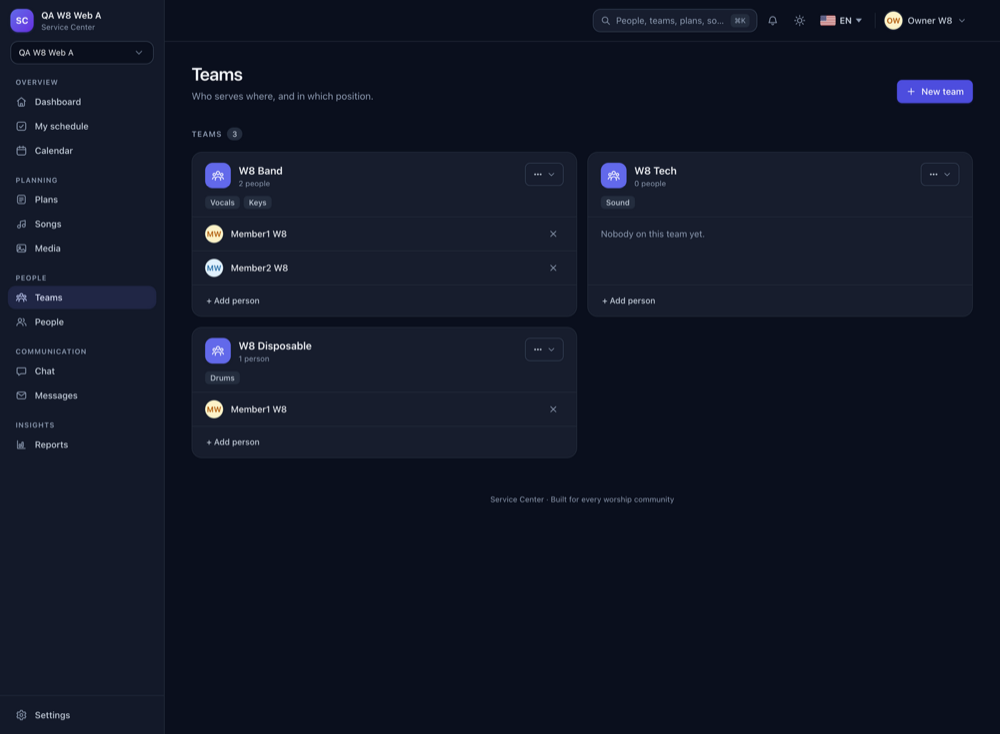 SC
QA W8 Web A
Service Center
QA W8 Web A
OVERVIEW
Dashboard
My schedule
Calendar
PLANNING
Plans
Songs
Media
PEOPLE
Teams
People
COMMUNICATION
Chat
Messages
INSIGHTS
Reports
Settings
People, teams, plans, so... ⌘K
EN
OW Owner W8
Teams
Who serves where, and in which position.
+ New team
TEAMS 3
W8 Band
2 people
Vocals Keys
MW Member1 W8
MW Member2 W8
+ Add person
W8 Tech
0 people
Sound
Nobody on this team yet.
+ Add person
W8 Disposable
1 person
Drums
MW Member1 W8
+ Add person
Service Center · Built for every worship community